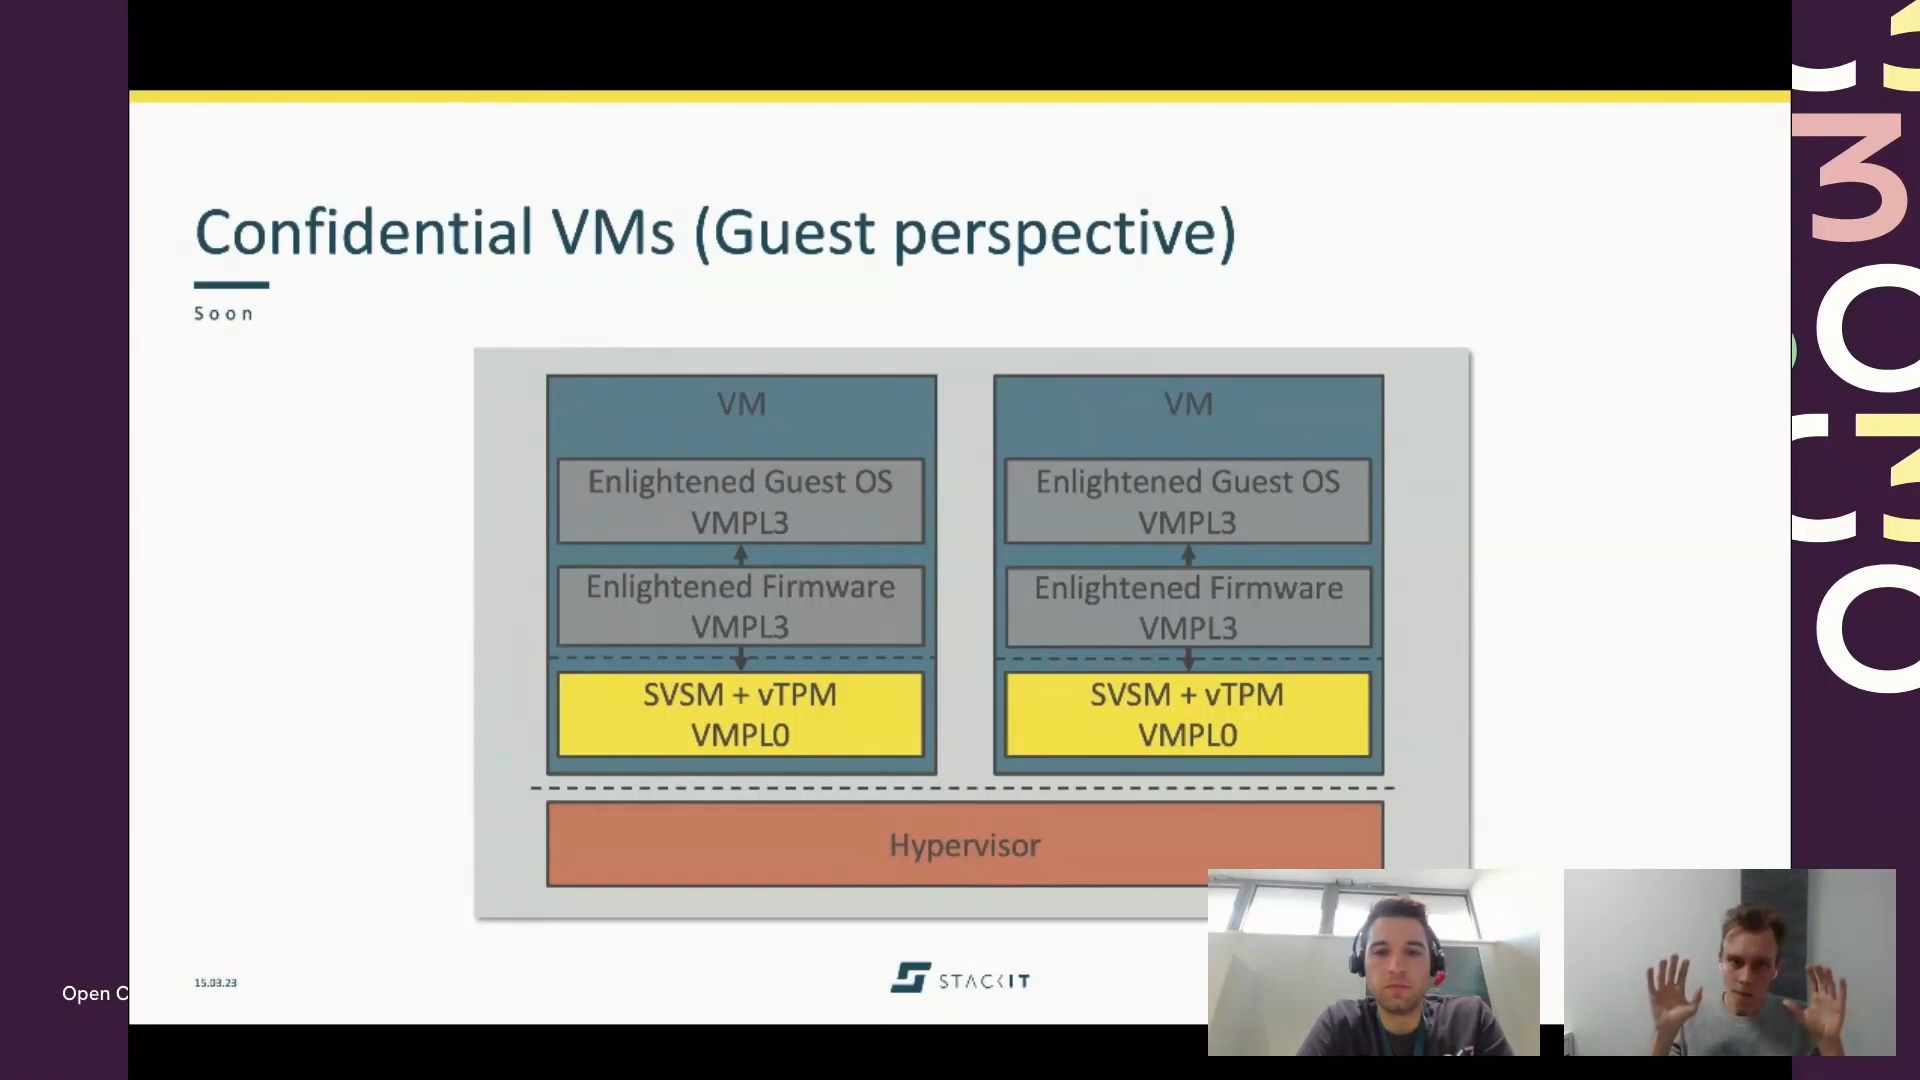 Confidential VMs (Guest perspective)
Soon
VM
Enlightened Guest OS
VMPL3
Enlightened Firmware
VMPL3
SVSM + vTPM
VMPL0
VM
Enlightened Guest OS
VMPL3
Enlightened Firmware
VMPL3
SVSM + vTPM
VMPL0
Hypervisor
15.03.23
STACKIT
Open C